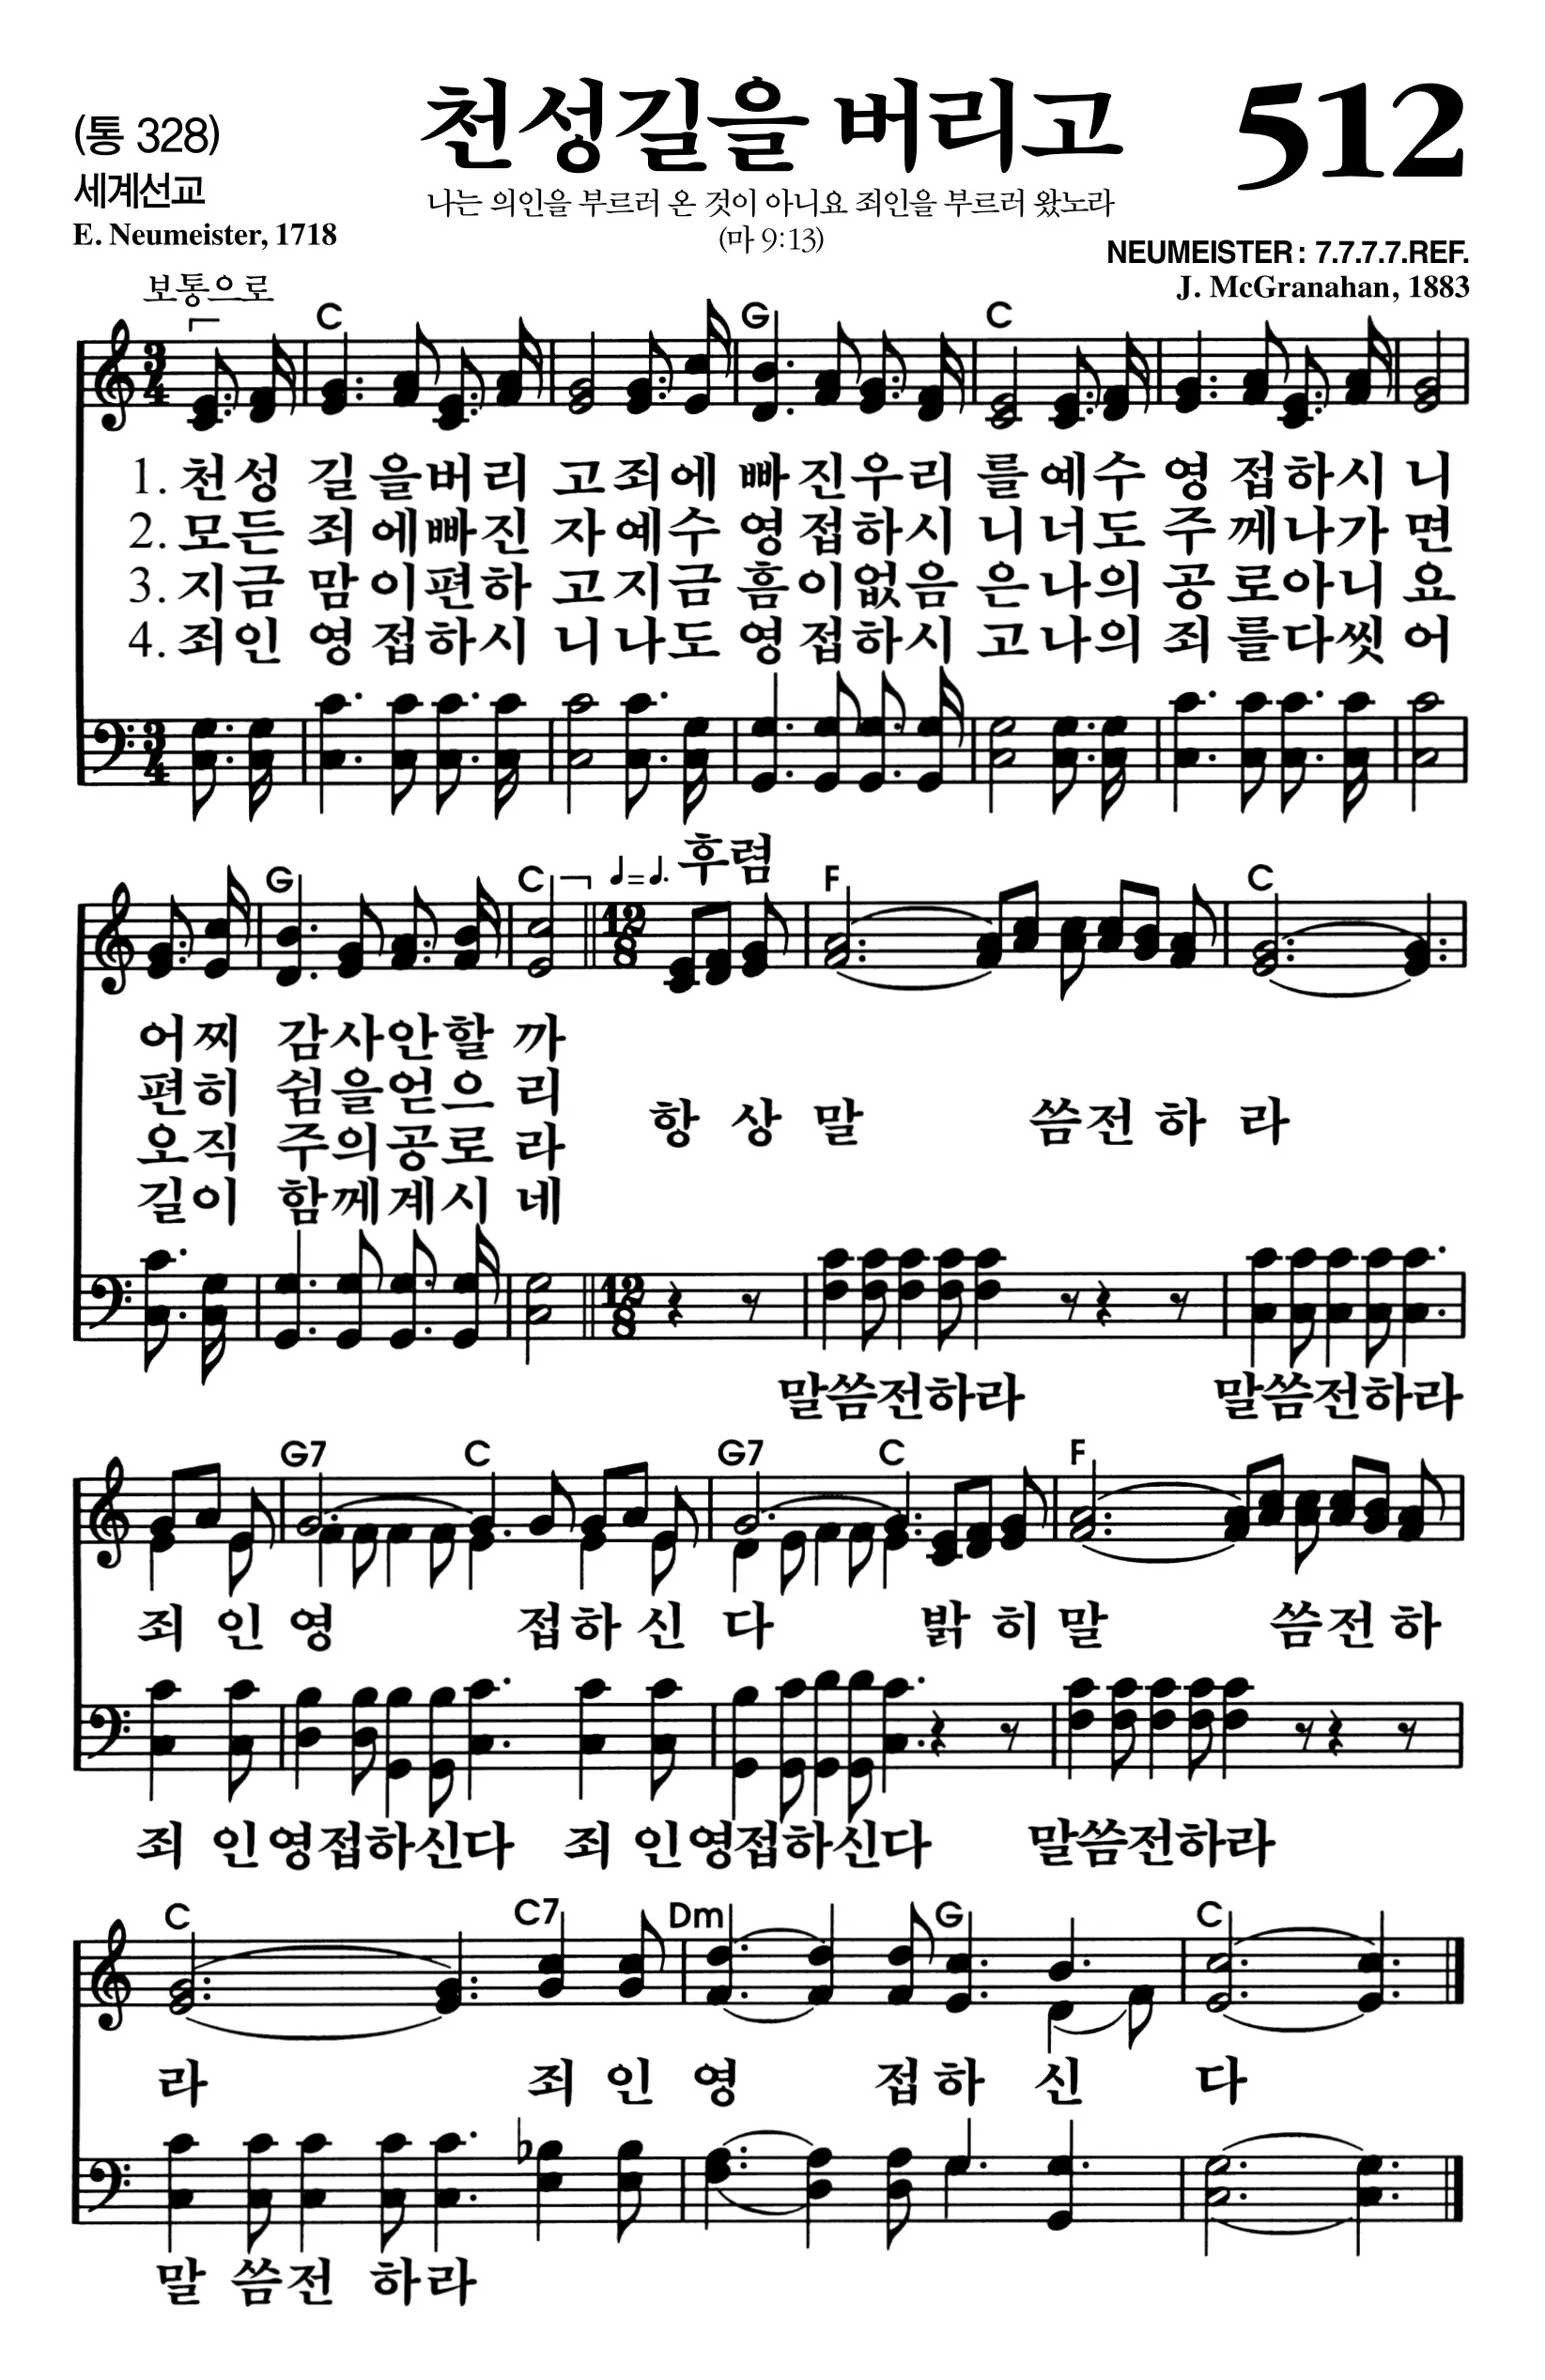 (통 328)
천성길을 버리고
512
세계선교
나는 의인을 부르러 온 것이 아니요 죄인을 부르러 왔노라
E. Neumeister, 1718
(마 9:13)
NEUMEISTER : 7.7.7.7.REF.
보통으로
J. McGranahan, 1883
C G C
3 4
1. 천성 길 을버리 고죄에 빠진우리 를예수 영 접하시 니
2. 모든 죄 에빠진 자예수 영접하시 니너도 주 께나가 면
3. 지금 맘 이편하 고지금 흠이없음 은나의 공 로아니 요
4. 죄인 영 접하시 니나도 영접하시 고나의 죄 를다씻 어
3 4
후렴
G C ♩=♩. F C
12 8
어찌 감사안할 까
편히 쉼을얻으 리
오직 주의공로 라
길이 함께계시 네
항 상 말 씀전 하 라
12 8
말씀전하라 말씀전하라
G7 C G7 C F
죄 인 영 접하 신 다 밝 히 말 씀전 하
죄 인영접하신다 죄 인영접하신다 말씀전하라
C C7 Dm G C
라 죄 인 영 접하 신 다
말 씀전 하라